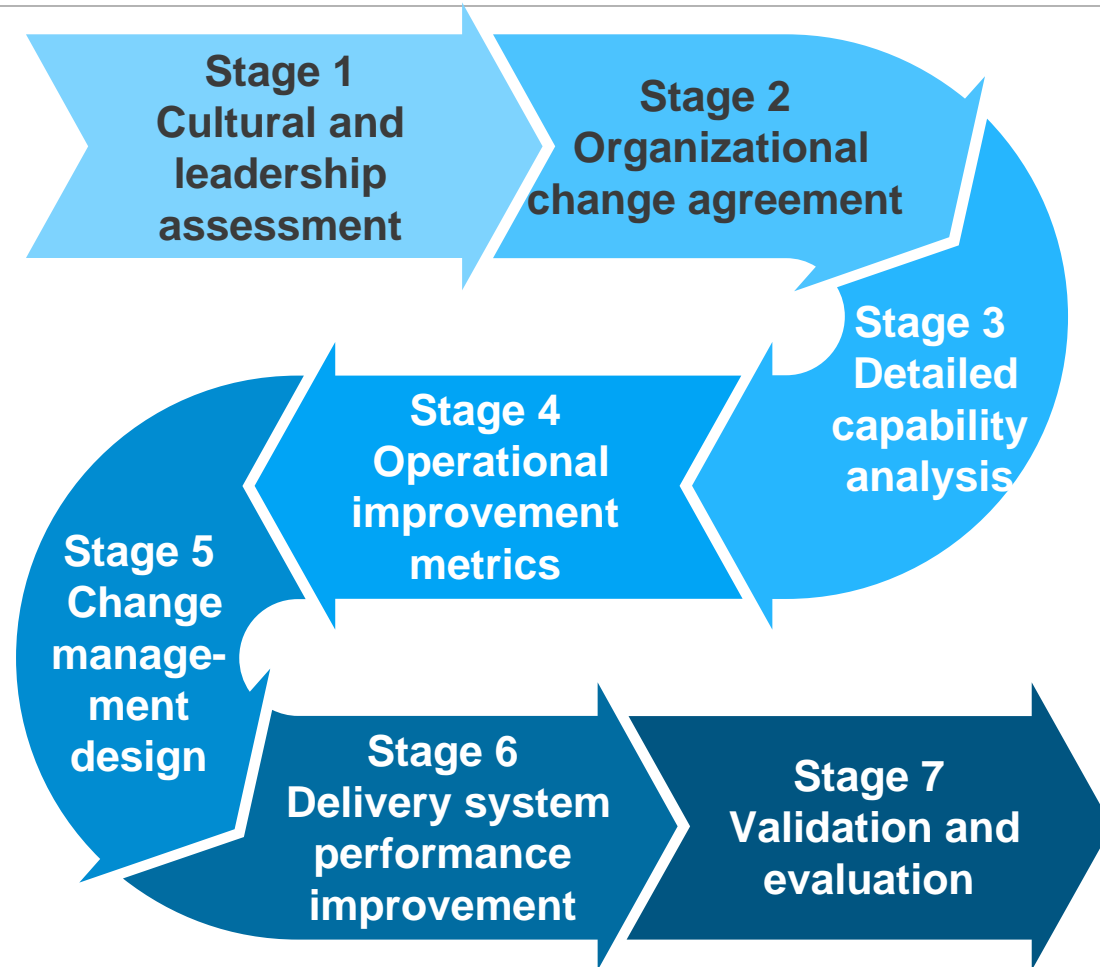 Stage 1
Cultural and
leadership
assessment
Stage 2
Organizational
change agreement
Stage 3
Detailed
capability
analysis
Stage 4
Operational
improvement
metrics
Stage 5
Change
manage-
ment
design
Stage 6
Delivery system
performance
improvement
Stage 7
Validation and
evaluation